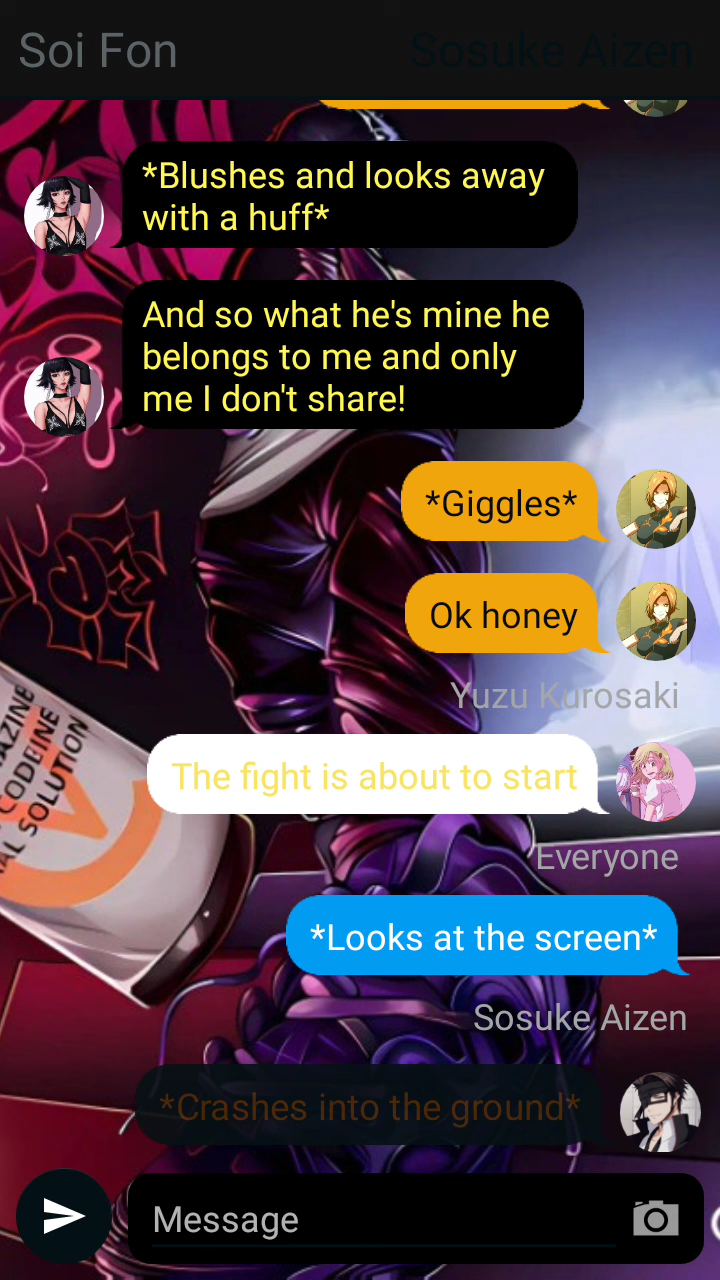 Soi Fon
Sosuke Aizen
*Blushes and looks away
with a huff*
And so what he's mine he
belongs to me and only
me I don't share!
*Giggles*
Ok honey
Yuzu Kurosaki
The fight is about to start
Everyone
*Looks at the screen*
Sosuke Aizen
*Crashes into the ground*
AZINE
CODEINE
AL SOLUTION
Message